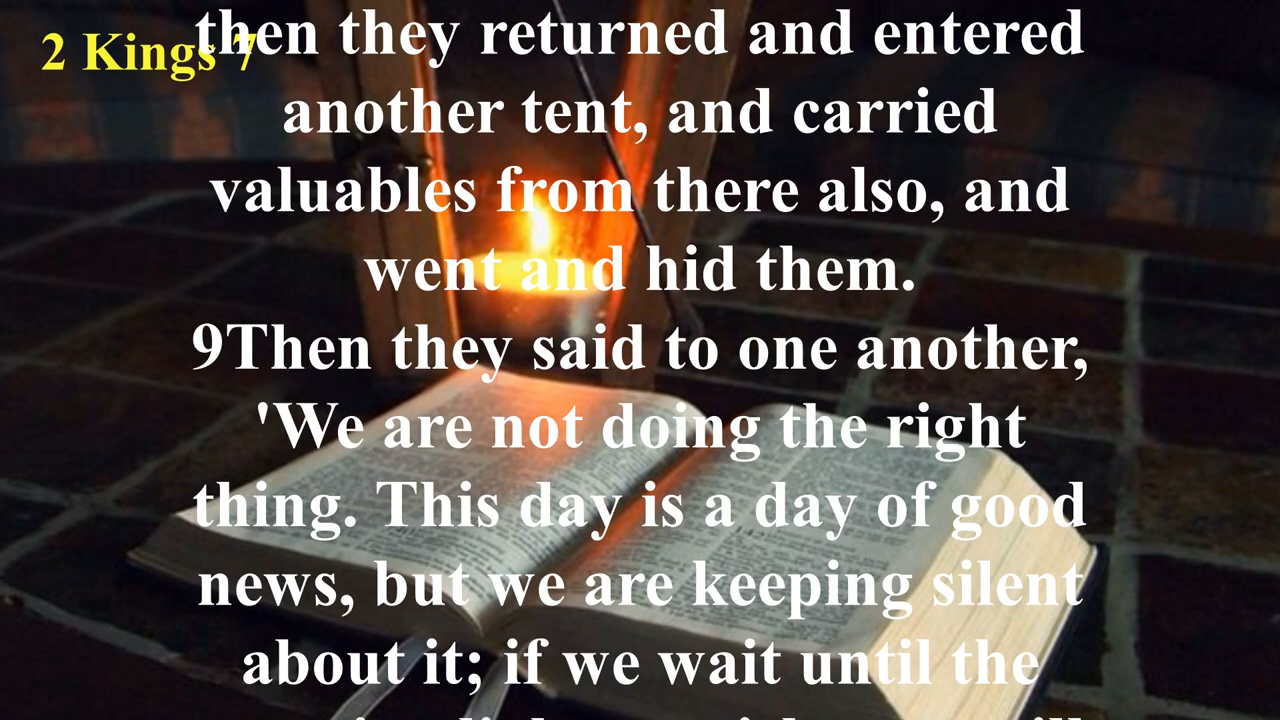 2 Kings 7
then they returned and entered
another tent, and carried
valuables from there also, and
went and hid them.
9Then they said to one another,
'We are not doing the right
thing. This day is a day of good
news, but we are keeping silent
about it; if we wait until the